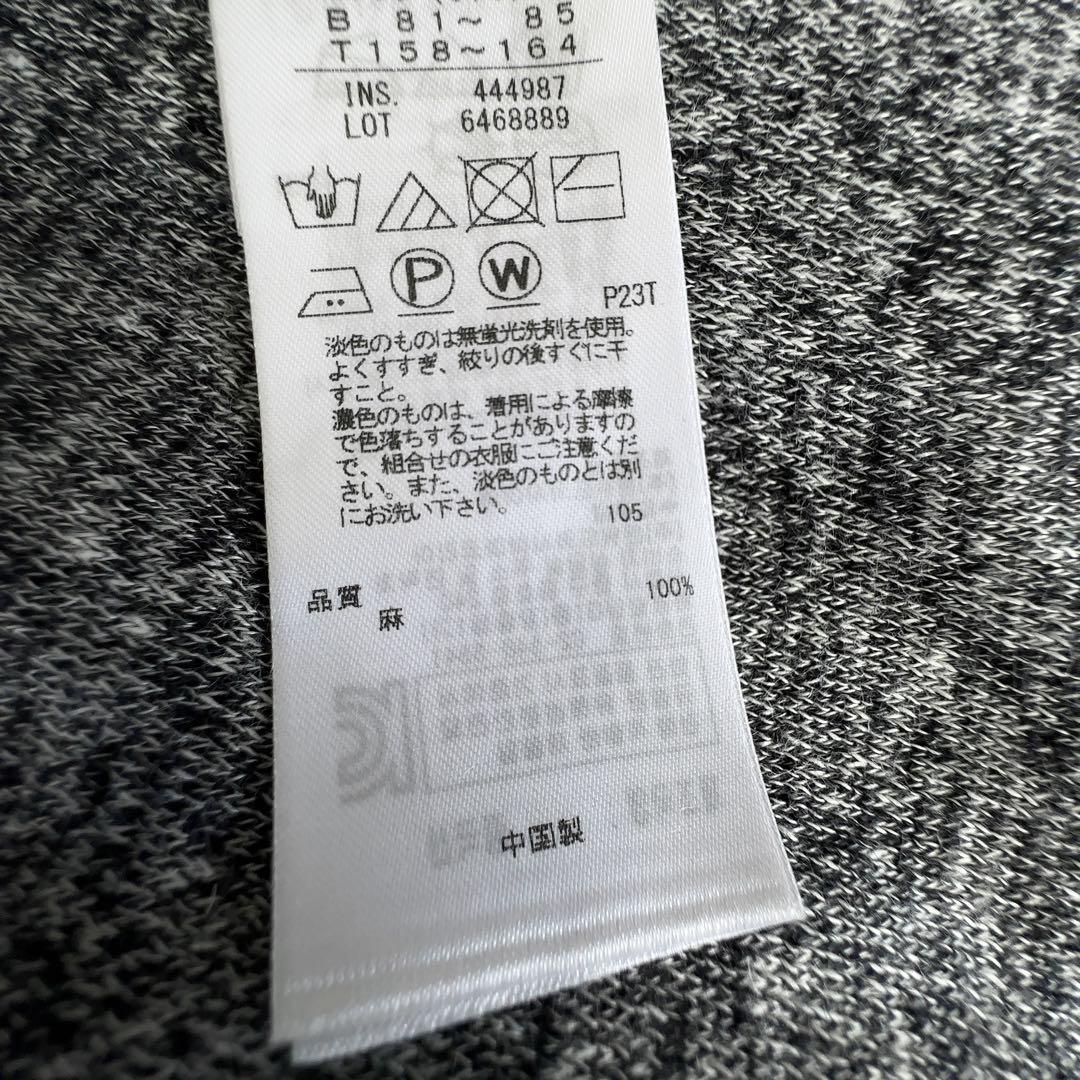 B 81～ 85
T158～164
INS. 444987
LOT 6468889
P
W
P23T
淡色のものは無蛍光洗剤を使用。
よくすすぎ、絞りの後すぐに干
すこと。
濃色のものは、着用による摩擦
で色落ちすることがありますの
で、組合せの衣服にご注意くだ
さい。また、淡色のものとは別
にお洗い下さい。
105
品質
麻 100%
中国製